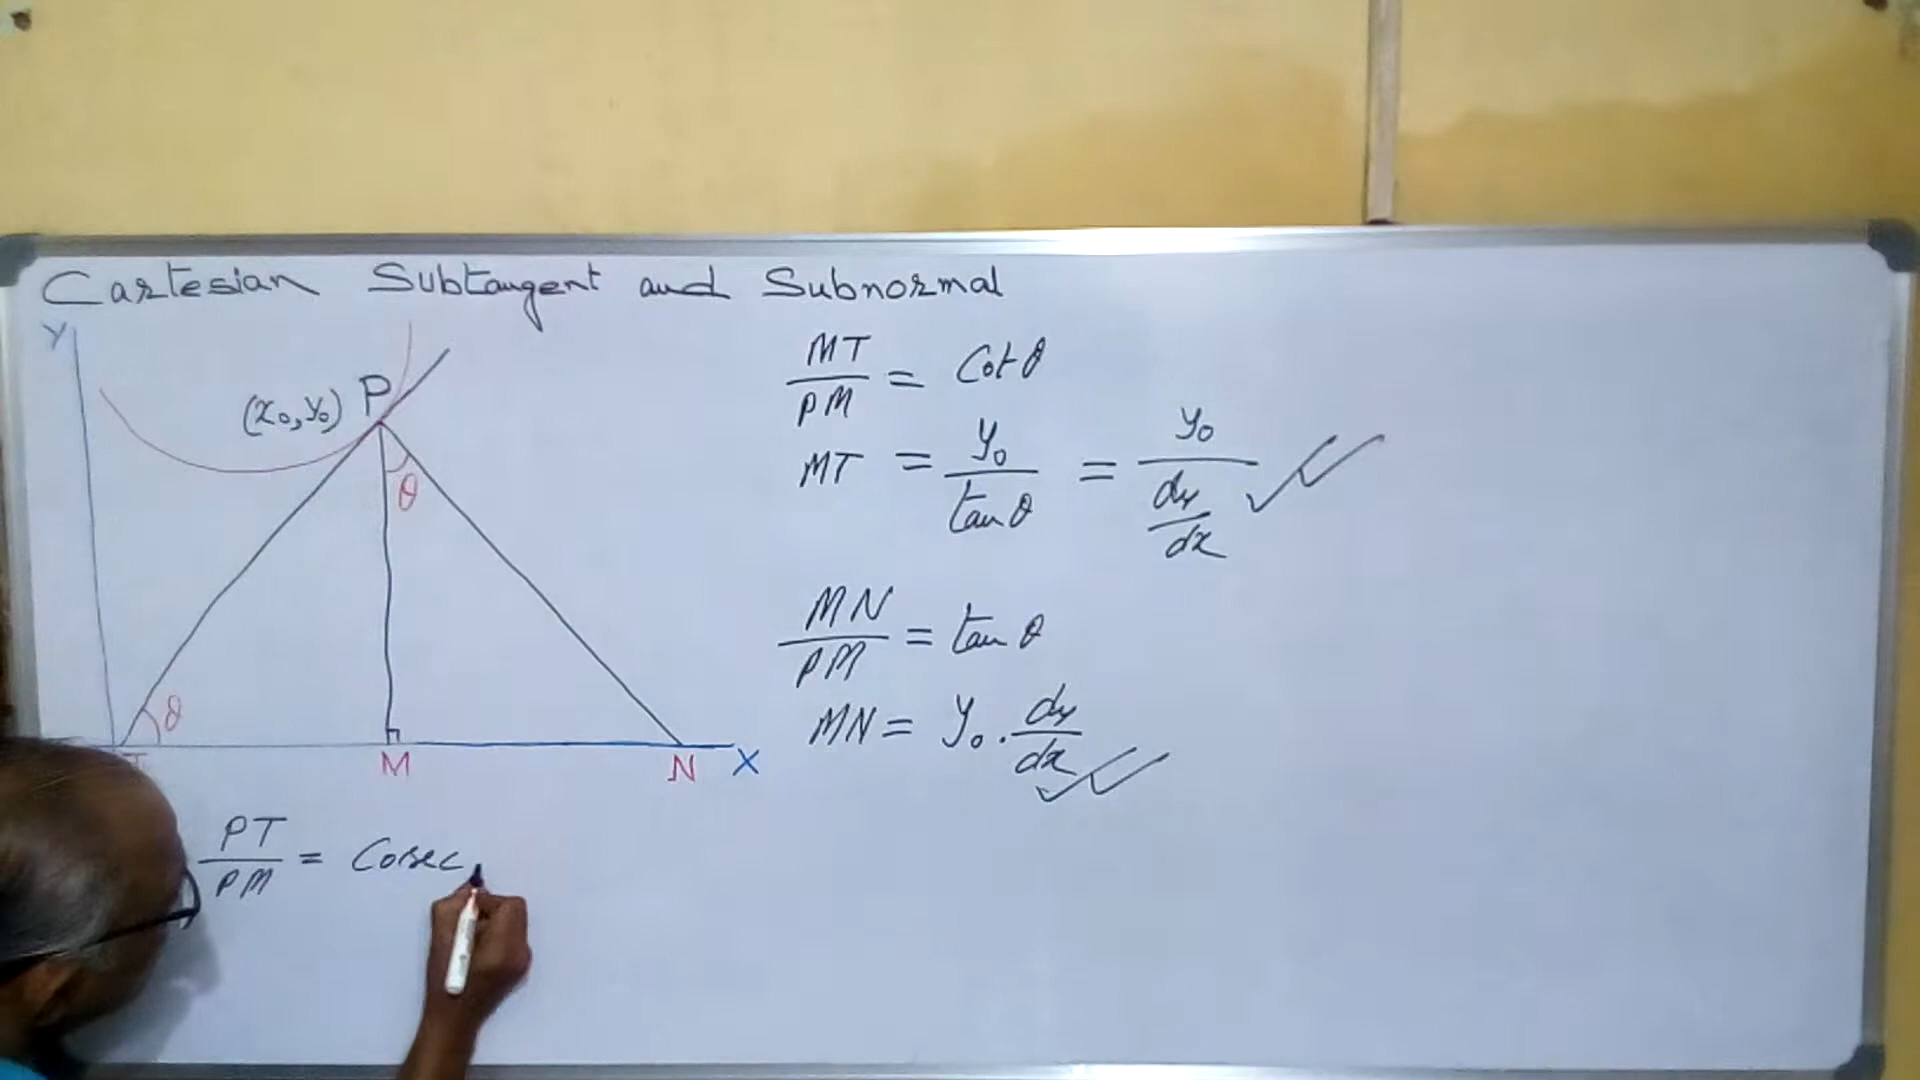 Cartesian Subtangent and Subnormal
Y
(x₀, y₀) P
θ
θ
M N X
MT/PM = Cot θ
MT = y₀/tan θ = y₀/(dy/dx)
MN/PM = tan θ
MN = y₀ . dy/dx
PT/PM = Cosec